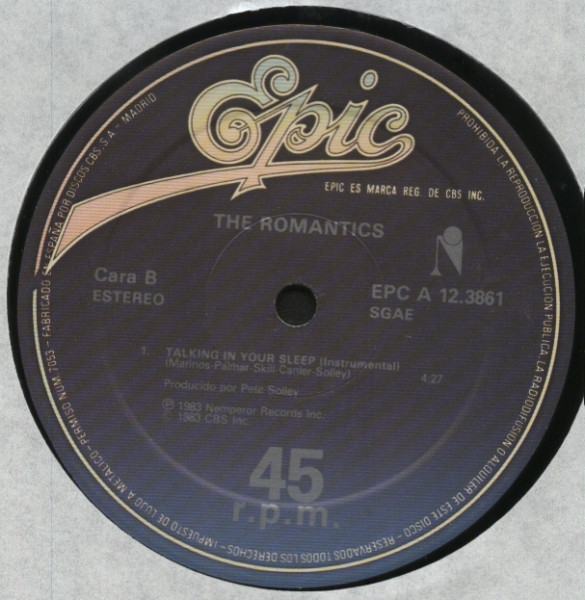 Epic
EPIC ES MARCA REG. DE CBS INC.
THE ROMANTICS
N
Cara B
ESTEREO
EPC A 12.3861
SGAE
1. TALKING IN YOUR SLEEP (Instrumental) 4:27
(Marinos-Palmar-Skill-Canler-Solley)
Producido por Pete Solley
℗ 1983 Nemperor Records Inc.
© 1983 CBS Inc.
45
r.p.m.
PROHIBIDA LA REPRODUCCION LA EJECUCION PUBLICA, LA RADIODIFUSION O ALQUILER DE ESTE DISCO - RESERVADOS TODOS LOS DERECHOS - IMPUESTO DE LUJO A METALICO - PERMISO NUM. 7053 - FABRICADO EN ESPAÑA POR DISCOS CBS, S.A - MADRID